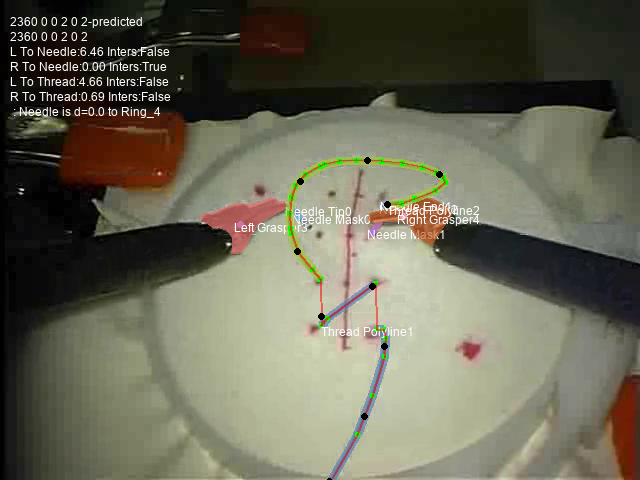 2360 0 0 2 0 2-predicted
2360 0 0 2 0 2
L To Needle:6.46 Inters:False
R To Needle:0.00 Inters:True
L To Thread:4.66 Inters:False
R To Thread:0.69 Inters:False
: Needle is d=0.0 to Ring_4
Needle Tip0
Thread Polyline2
Needle Mask0
Right Grasper4
Left Grasper3
Needle Mask1
Thread Polyline1